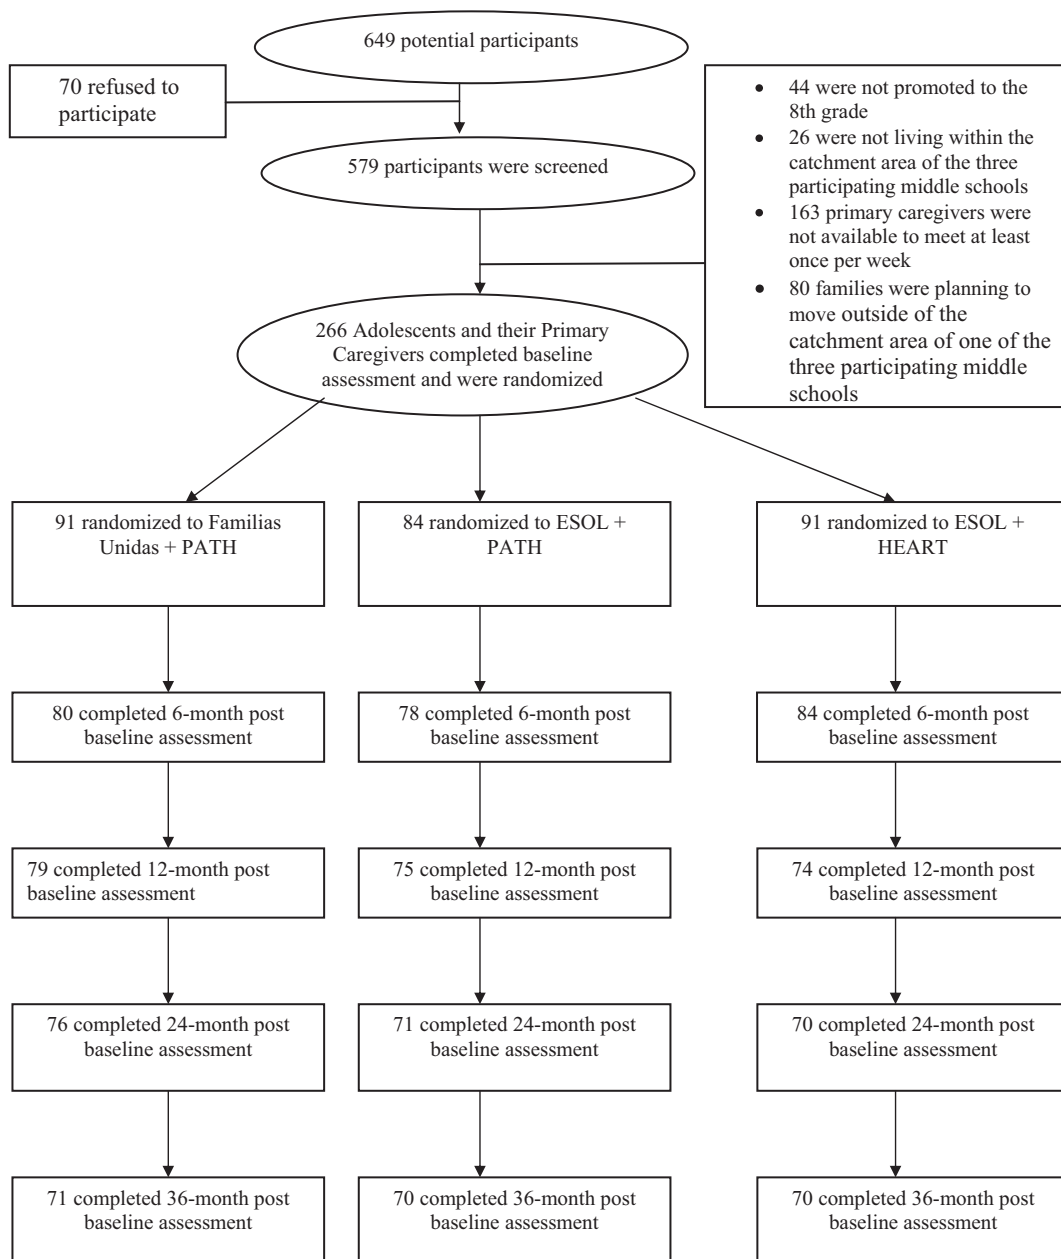 649 potential participants
70 refused to
participate
579 participants were screened
• 44 were not promoted to the
8th grade
• 26 were not living within the
catchment area of the three
participating middle schools
• 163 primary caregivers were
not available to meet at least
once per week
• 80 families were planning to
move outside of the
catchment area of one of the
three participating middle
schools
266 Adolescents and their Primary
Caregivers completed baseline
assessment and were randomized
91 randomized to Familias
Unidas + PATH
84 randomized to ESOL +
PATH
91 randomized to ESOL +
HEART
80 completed 6-month post
baseline assessment
78 completed 6-month post
baseline assessment
84 completed 6-month post
baseline assessment
79 completed 12-month post
baseline assessment
75 completed 12-month post
baseline assessment
74 completed 12-month post
baseline assessment
76 completed 24-month post
baseline assessment
71 completed 24-month post
baseline assessment
70 completed 24-month post
baseline assessment
71 completed 36-month post
baseline assessment
70 completed 36-month post
baseline assessment
70 completed 36-month post
baseline assessment